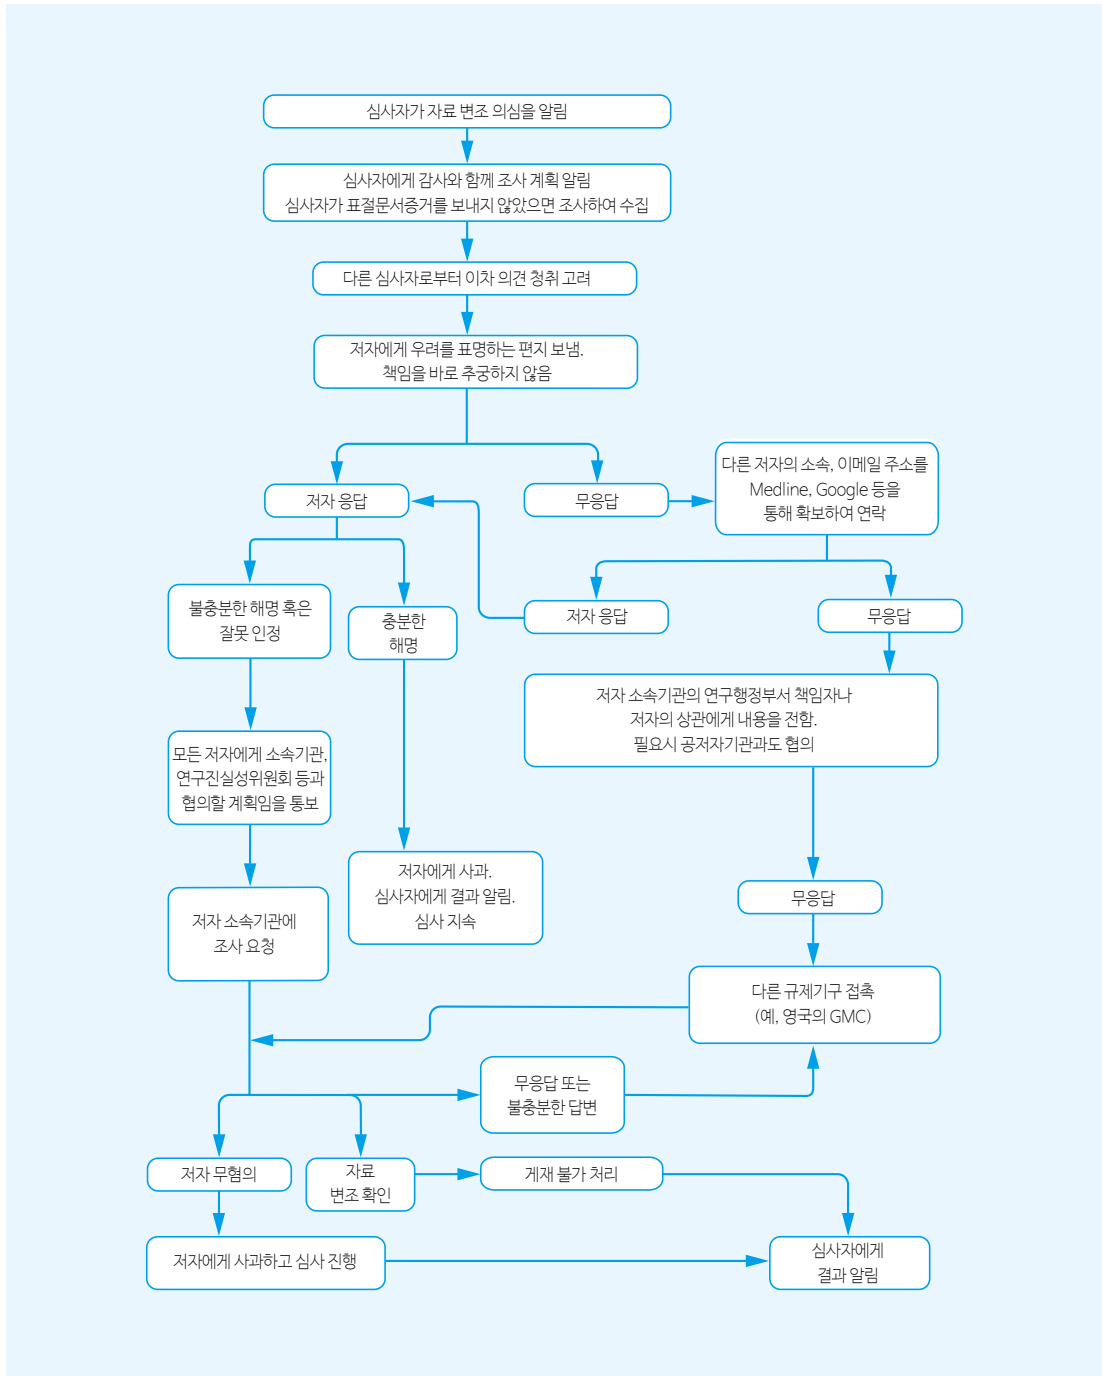 심사자가 자료 변조 의심을 알림
심사자에게 감사와 함께 조사 계획 알림
심사자가 표절문서증거를 보내지 않았으면 조사하여 수집
다른 심사자로부터 이차 의견 청취 고려
저자에게 우려를 표명하는 편지 보냄.
책임을 바로 추궁하지 않음
저자 응답
무응답
다른 저자의 소속, 이메일 주소를
Medline, Google 등을
통해 확보하여 연락
불충분한 해명 혹은
잘못 인정
충분한
해명
저자 응답
무응답
저자 소속기관의 연구행정부서 책임자나
저자의 상관에게 내용을 전함.
필요시 공저자기관과도 협의
모든 저자에게 소속기관,
연구진실성위원회 등과
협의할 계획임을 통보
저자에게 사과.
심사자에게 결과 알림.
심사 지속
무응답
저자 소속기관에
조사 요청
다른 규제기구 접촉
(예, 영국의 GMC)
무응답 또는
불충분한 답변
저자 무혐의
자료
변조 확인
게재 불가 처리
저자에게 사과하고 심사 진행
심사자에게
결과 알림